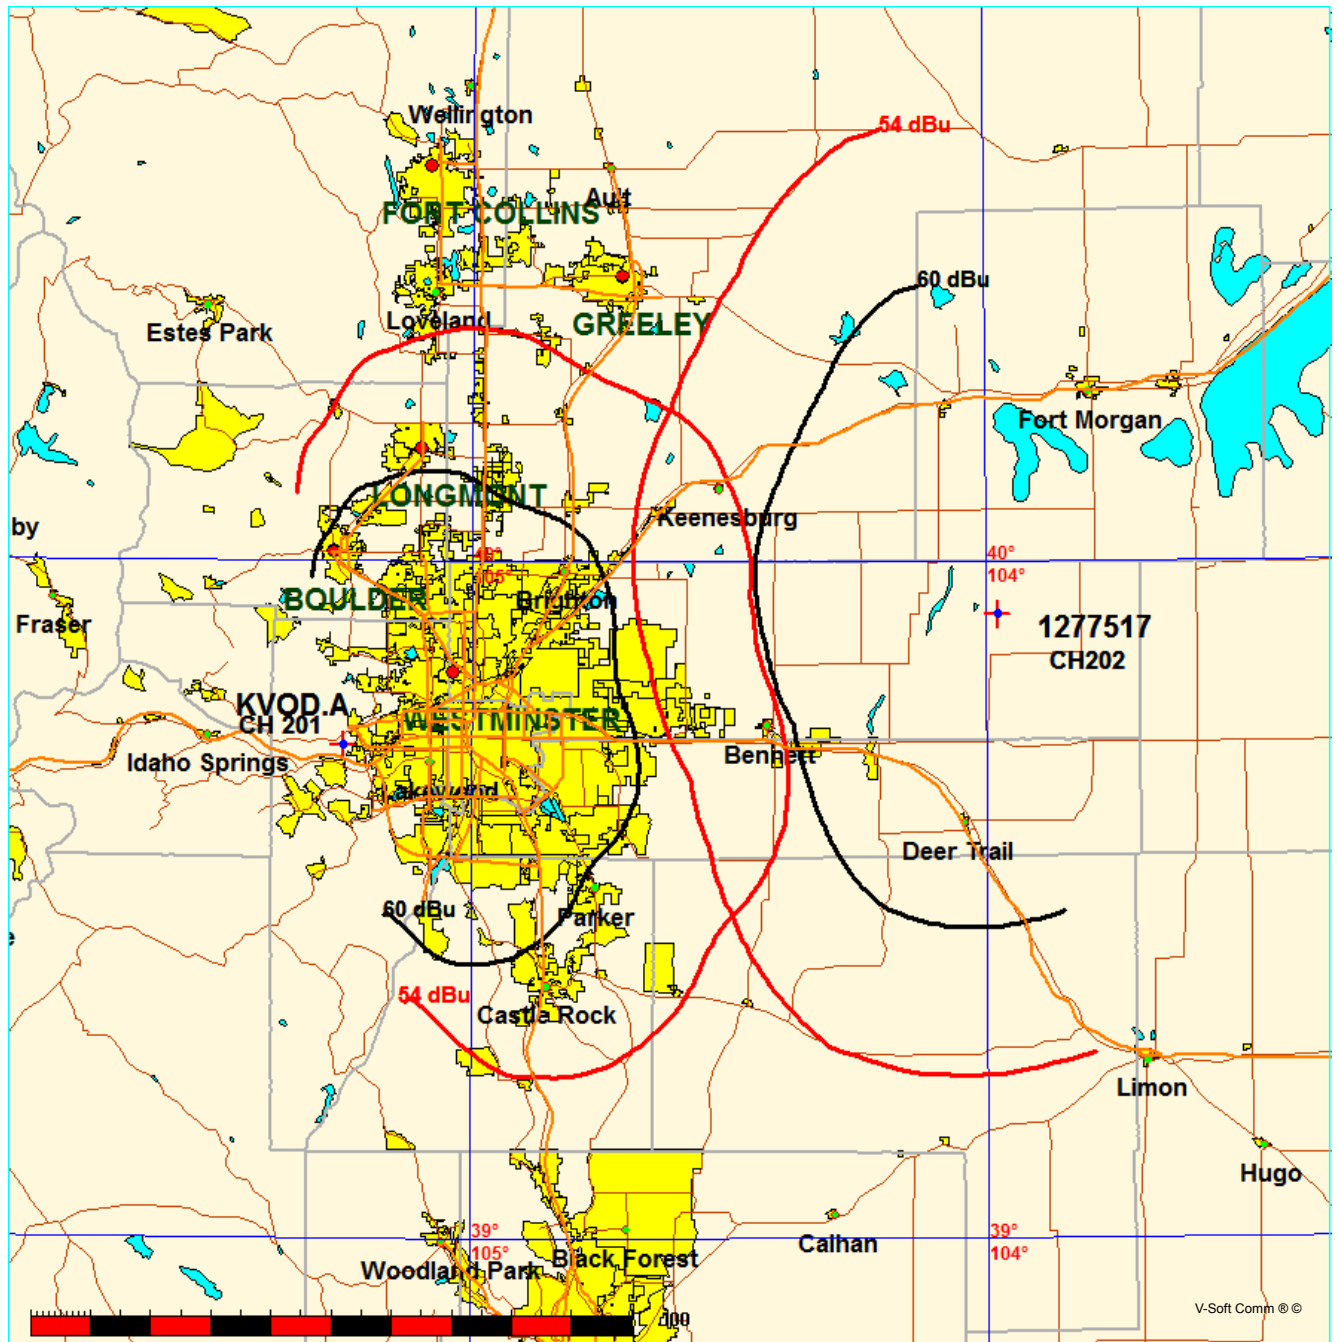 Wellington
54 dBu
Ault
FORT COLLINS
60 dBu
Estes Park
Loveland
GREELEY
Fort Morgan
LONGMONT
Keenesburg
by
40°
105°
40°
104°
BOULDER
Brighton
Fraser
1277517
CH202
KVOD.A
CH 201
WESTMINSTER
Idaho Springs
Bennett
Lakewood
Deer Trail
60 dBu
Parker
e
54 dBu
Castle Rock
Limon
Hugo
39°
105°
39°
104°
Calhan
Black Forest
Woodland Park
100
V-Soft Comm ® ©